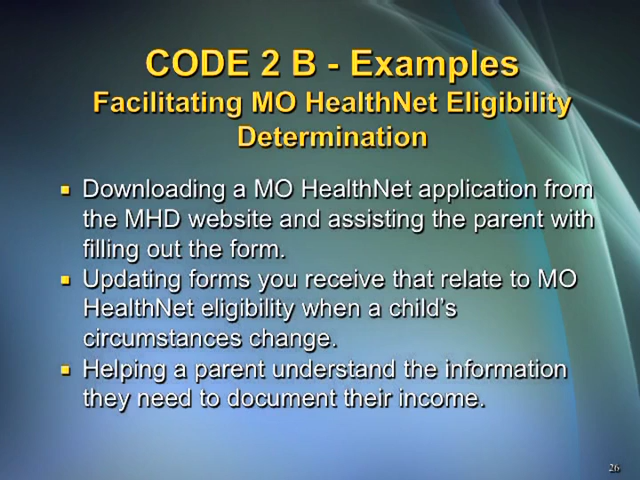 CODE 2 B - Examples
Facilitating MO HealthNet Eligibility
Determination
▪ Downloading a MO HealthNet application from
the MHD website and assisting the parent with
filling out the form.
▪ Updating forms you receive that relate to MO
HealthNet eligibility when a child's
circumstances change.
▪ Helping a parent understand the information
they need to document their income.
26